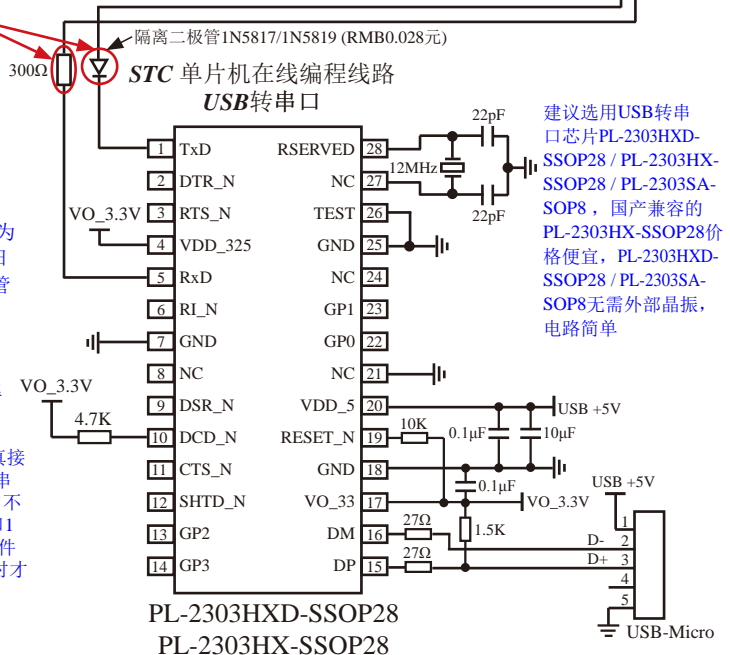 隔离二极管1N5817/1N5819 (RMB0.028元)
300Ω
STC 单片机在线编程线路
USB转串口
22pF
12MHz
22pF
建议选用USB转串
口芯片PL-2303HXD-
SSOP28 / PL-2303HX-
SSOP28 / PL-2303SA-
SOP8，国产兼容的
PL-2303HX-SSOP28价
格便宜，PL-2303HXD-
SSOP28 / PL-2303SA-
SOP8无需外部晶振，
电路简单
1 TxD
2 DTR_N
3 RTS_N
4 VDD_325
5 RxD
6 RI_N
7 GND
8 NC
9 DSR_N
10 DCD_N
11 CTS_N
12 SHTD_N
13 GP2
14 GP3
RSERVED 28
NC 27
TEST 26
GND 25
NC 24
GP1 23
GP0 22
NC 21
VDD_5 20
RESET_N 19
GND 18
VO_33 17
DM 16
DP 15
VO_3.3V
为
管
VO_3.3V
4.7K
接
串
不
1
件
才
10K
0.1μF
10μF
USB +5V
0.1μF
VO_3.3V
1.5K
27Ω
27Ω
USB +5V
D-
D+
1
2
3
4
5
USB-Micro
PL-2303HXD-SSOP28
PL-2303HX-SSOP28